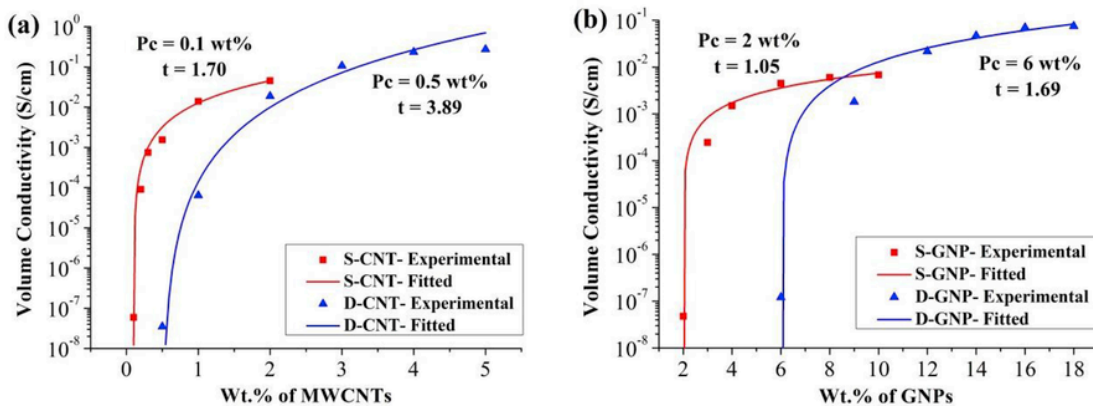 (a)
Pc = 0.1 wt%
t = 1.70
Pc = 0.5 wt%
t = 3.89
Volume Conductivity (S/cm)
10^0
10^-1
10^-2
10^-3
10^-4
10^-5
10^-6
10^-7
10^-8
S-CNT- Experimental
S-CNT- Fitted
D-CNT- Experimental
D-CNT- Fitted
0 1 2 3 4 5
Wt.% of MWCNTs
(b)
Pc = 2 wt%
t = 1.05
Pc = 6 wt%
t = 1.69
Volume Conductivity (S/cm)
10^-1
10^-2
10^-3
10^-4
10^-5
10^-6
10^-7
10^-8
S-GNP- Experimental
S-GNP- Fitted
D-GNP- Experimental
D-GNP- Fitted
2 4 6 8 10 12 14 16 18
Wt.% of GNPs